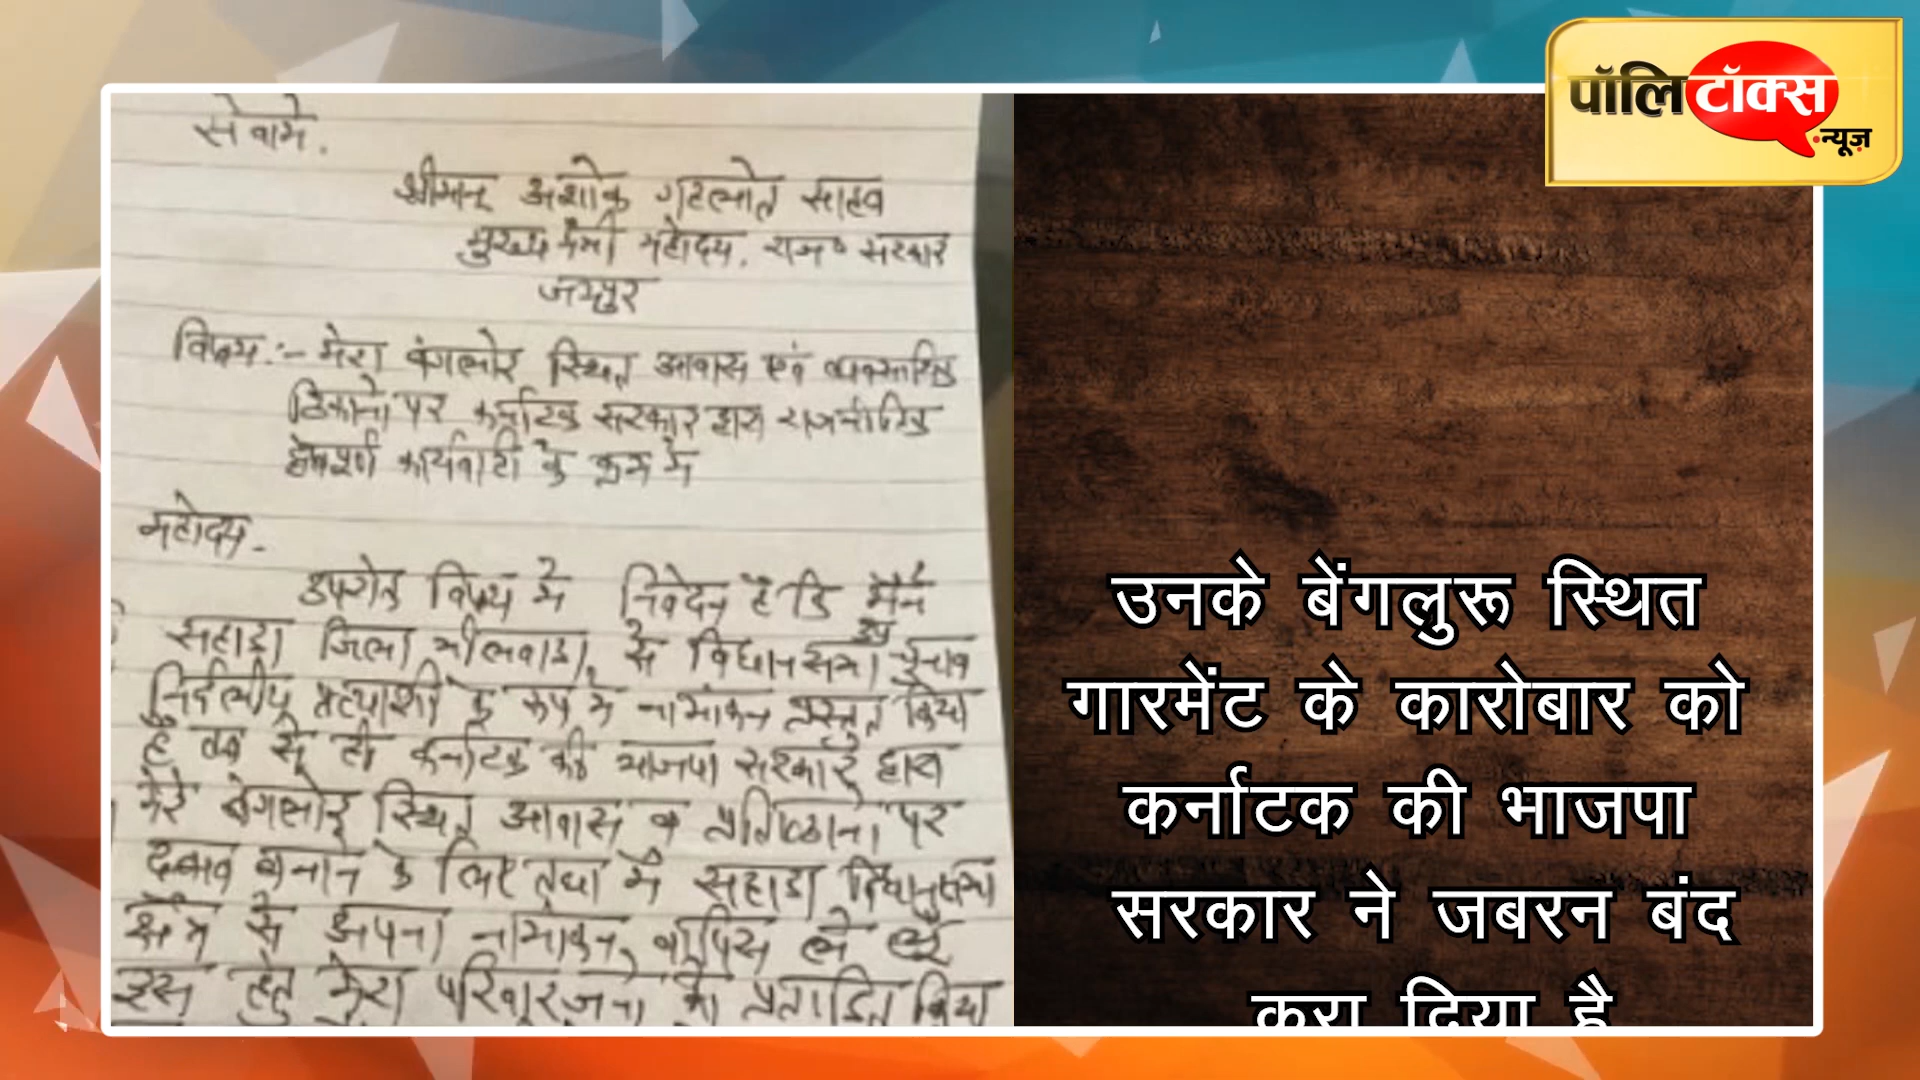 पॉलिटॉक्स
न्यूज़
सेवामे,
श्रीमान अशोक गहलोत साहब
मुख्य मंत्री महोदय, राज० सरकार
जयपुर
विषय:- मेरा बंगलोर स्थित आवास एवं व्यवसायिक
ठिकानो पर कर्नाटक सरकार द्वारा राजनीतिक
द्वेषपूर्ण कार्यवाही के क्रम मे
महोदय-
उपरोक्त विषय मे निवेदन है कि मैने
सहाडा जिला भीलवाडा, से विधानसभा उप चुनाव
निर्दलीय प्रत्याशी के रूप मे नामांकन प्रस्तुत किया
है तब से ही कर्नाटक की भाजपा सरकार द्वारा
मेरे बेंगलोर स्थित आवास व प्रतिष्ठानो पर
दबाव बनाने के लिए तथा मे सहाडा विधानसभा
क्षेत्र से अपना नामांकन वापिस ले लूं
इस हेतु मेरा परिवारजनो को प्रताडित किया
उनके बेंगलुरू स्थित
गारमेंट के कारोबार को
कर्नाटक की भाजपा
सरकार ने जबरन बंद
करा दिया है